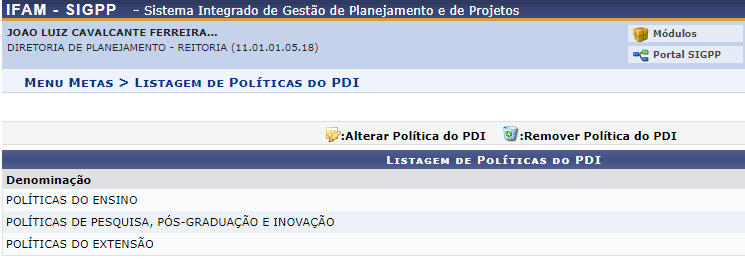 IFAM - SIGPP - Sistema Integrado de Gestão de Planejamento e de Projetos
JOAO LUIZ CAVALCANTE FERREIRA...
DIRETORIA DE PLANEJAMENTO - REITORIA (11.01.01.05.18)
Módulos
Portal SIGPP
MENU METAS > LISTAGEM DE POLÍTICAS DO PDI
:Alterar Política do PDI :Remover Política do PDI
LISTAGEM DE POLÍTICAS DO PDI
Denominação
POLÍTICAS DO ENSINO
POLÍTICAS DE PESQUISA, PÓS-GRADUAÇÃO E INOVAÇÃO
POLÍTICAS DO EXTENSÃO